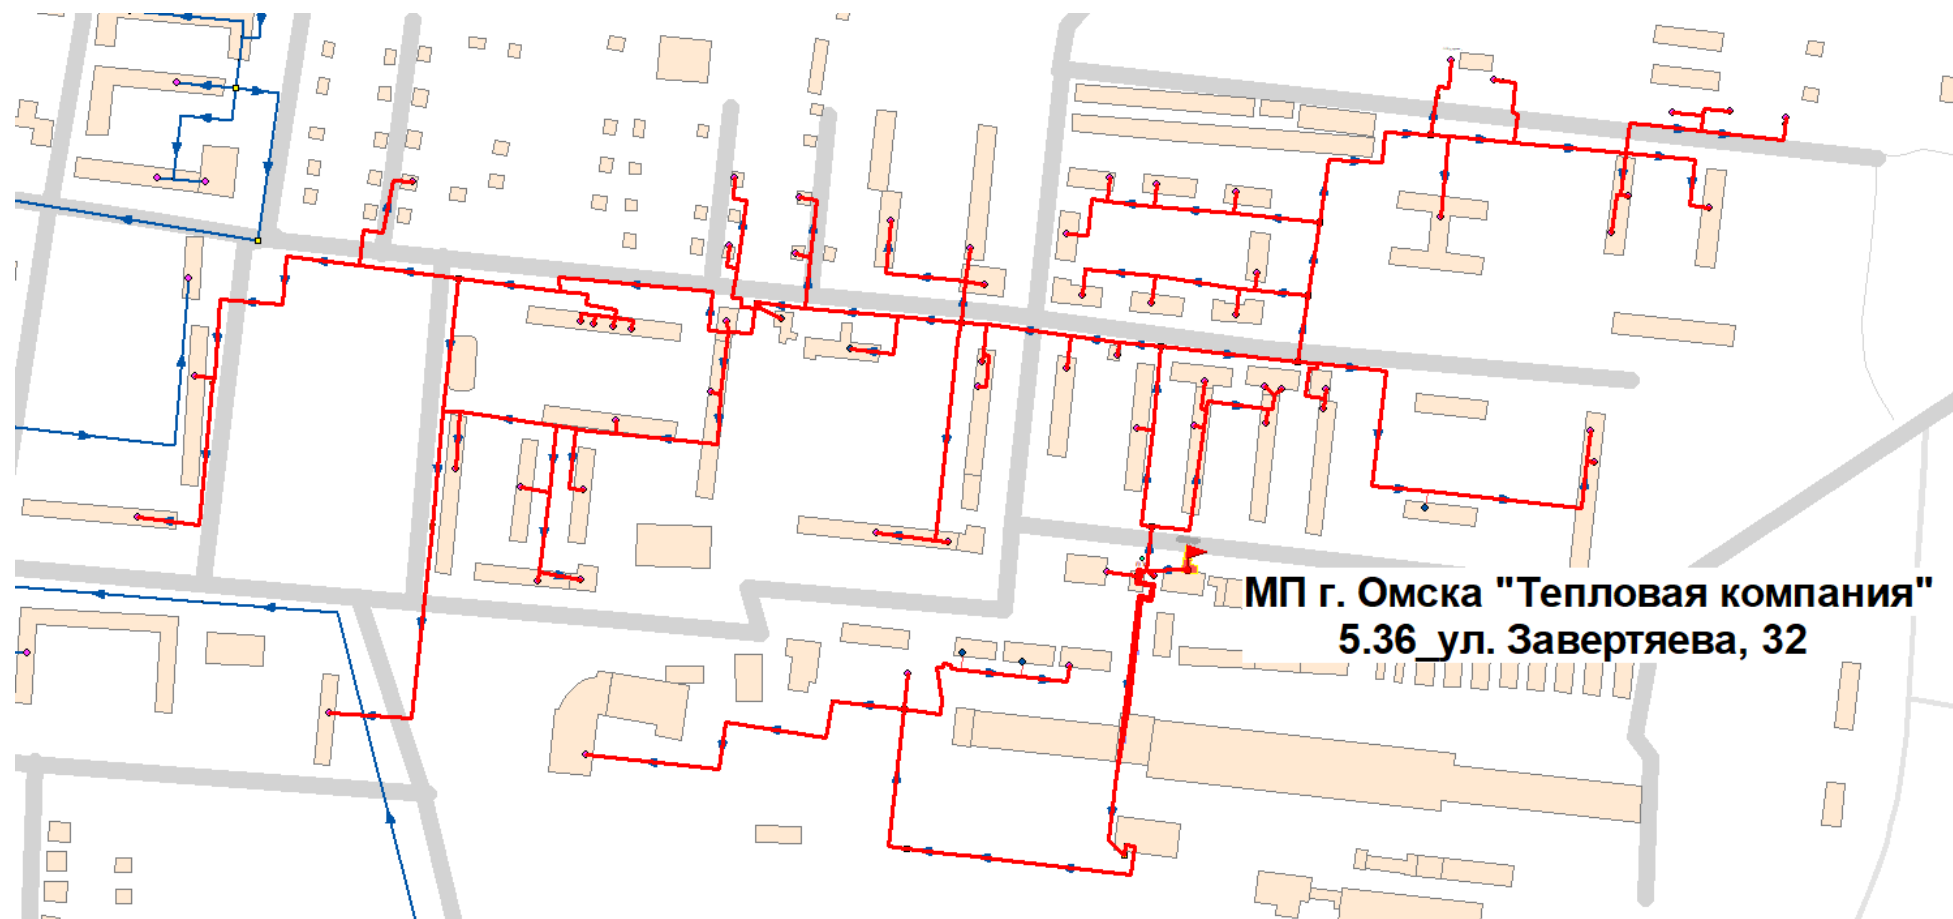 МП г. Омска "Тепловая компания"
5.36_ул. Завертяева, 32